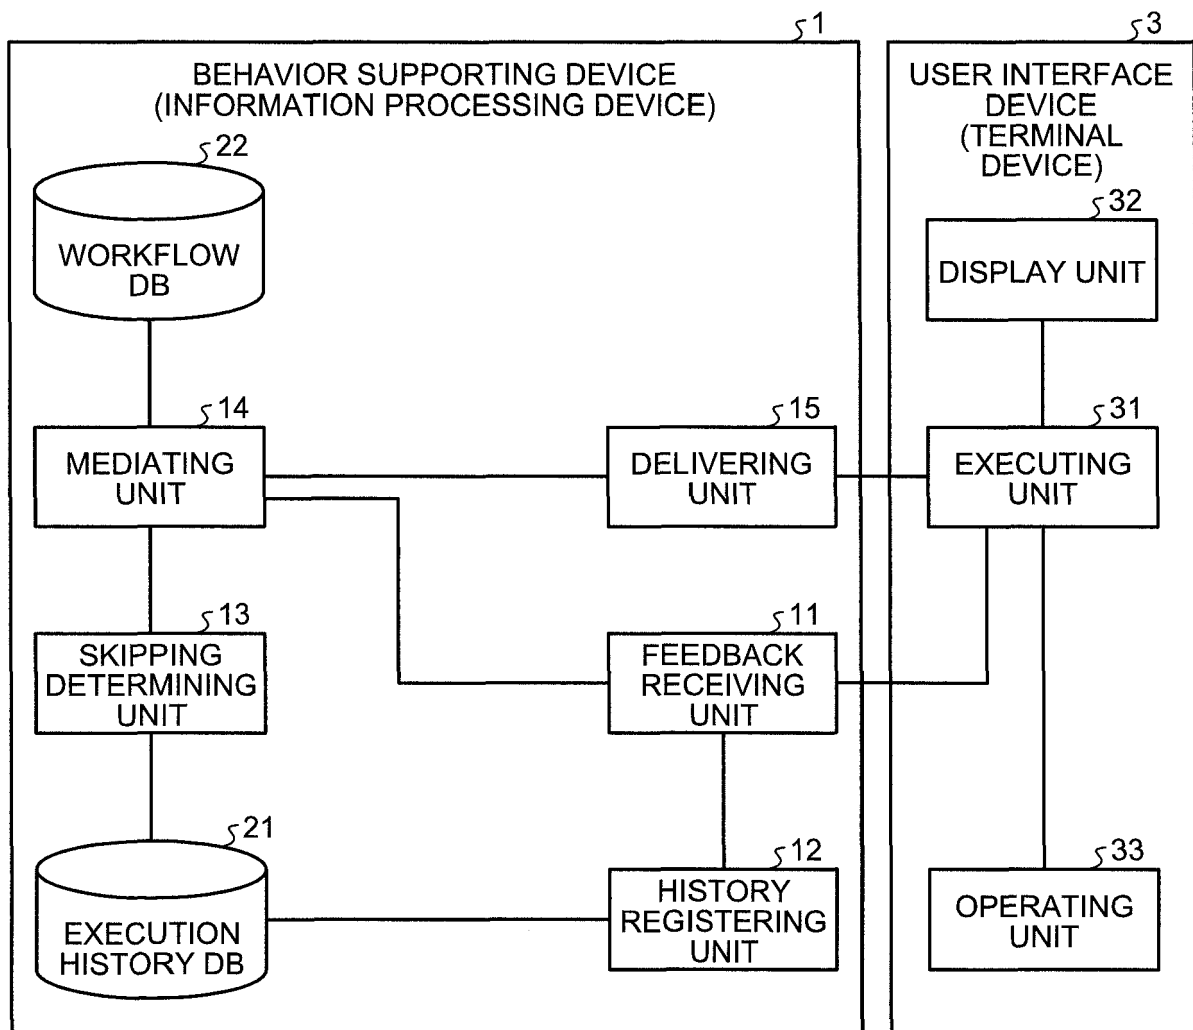 1
BEHAVIOR SUPPORTING DEVICE
(INFORMATION PROCESSING DEVICE)
22
WORKFLOW
DB
14
MEDIATING
UNIT
15
DELIVERING
UNIT
13
SKIPPING
DETERMINING
UNIT
11
FEEDBACK
RECEIVING
UNIT
21
EXECUTION
HISTORY DB
12
HISTORY
REGISTERING
UNIT
3
USER INTERFACE
DEVICE
(TERMINAL
DEVICE)
32
DISPLAY UNIT
31
EXECUTING
UNIT
33
OPERATING
UNIT